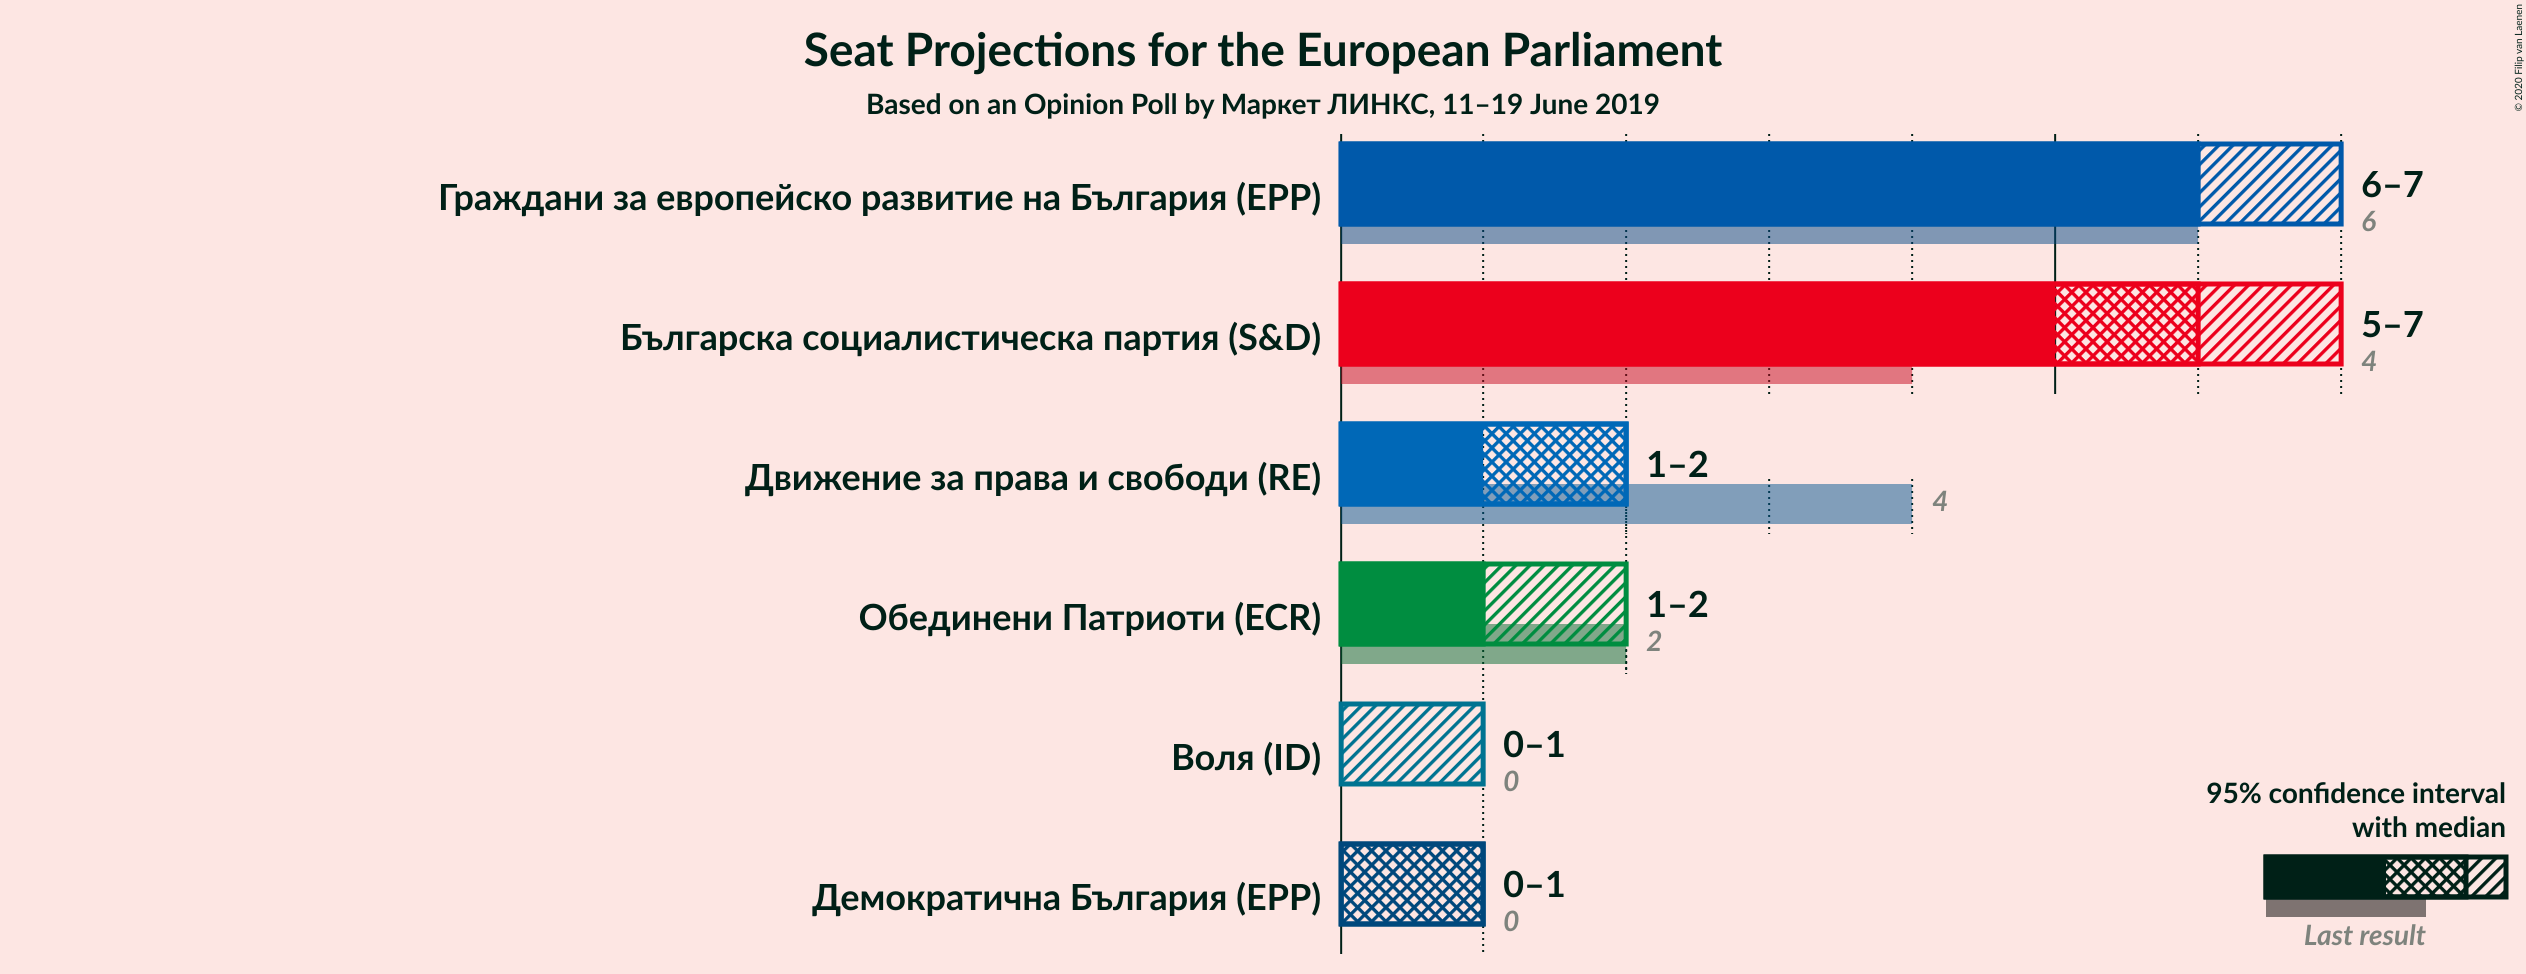 Seat Projections for the European Parliament
Based on an Opinion Poll by Маркет ЛИНКС, 11–19 June 2019
© 2020 Filip van Laenen
Граждани за европейско развитие на България (EPP)
6–7
6
Българска социалистическа партия (S&D)
5–7
4
Движение за права и свободи (RE)
1–2
4
Обединени Патриоти (ECR)
1–2
2
Воля (ID)
0–1
0
Демократична България (EPP)
0–1
0
95% confidence interval
with median
Last result